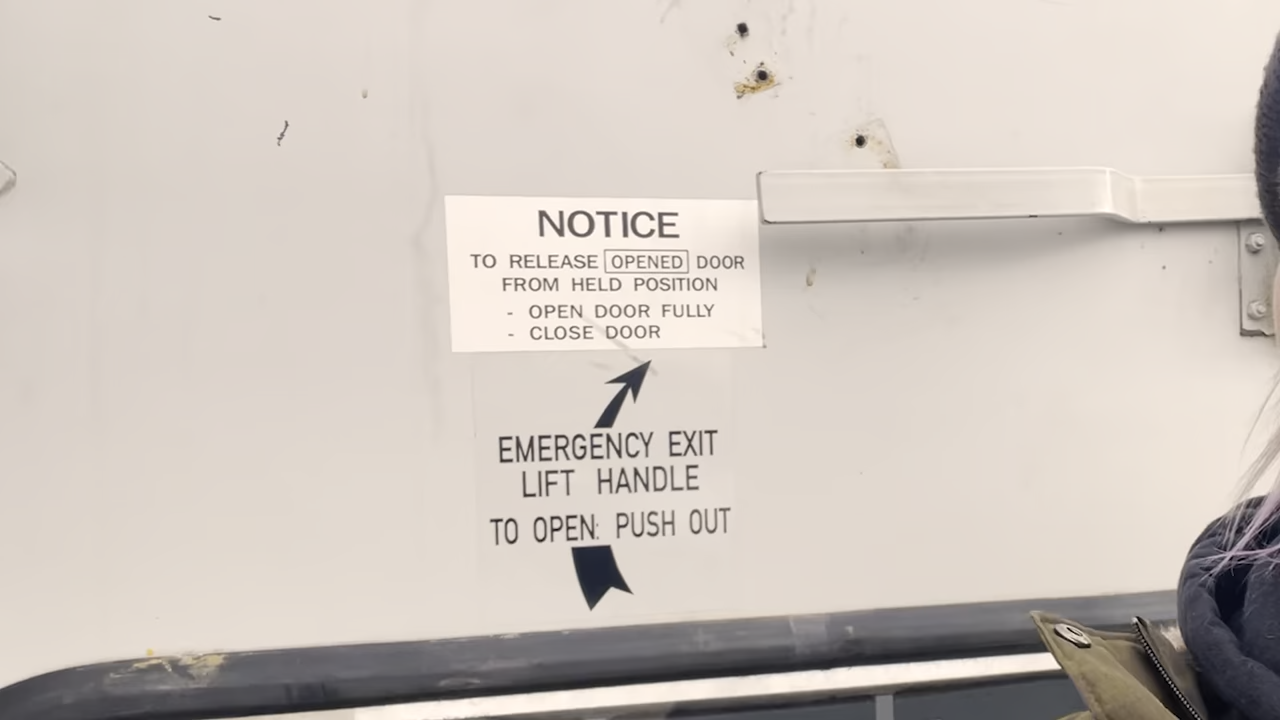 NOTICE
TO RELEASE OPENED DOOR
FROM HELD POSITION
- OPEN DOOR FULLY
- CLOSE DOOR
EMERGENCY EXIT
LIFT HANDLE
TO OPEN: PUSH OUT